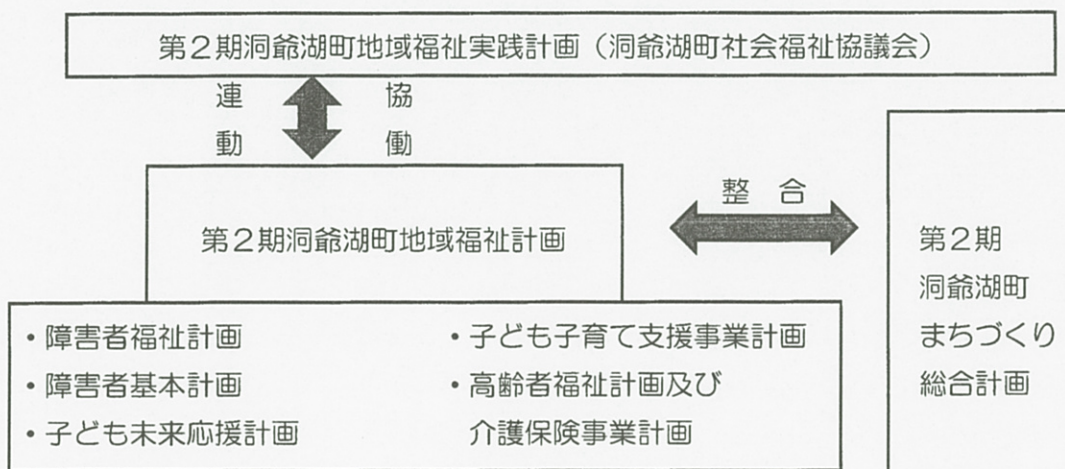 第２期洞爺湖町地域福祉実践計画（洞爺湖町社会福祉協議会）
連動
協働
第２期洞爺湖町地域福祉計画
整　合
・障害者福祉計画
・障害者基本計画
・子ども未来応援計画
・子ども子育て支援事業計画
・高齢者福祉計画及び
介護保険事業計画
第２期
洞爺湖町
まちづくり
総合計画